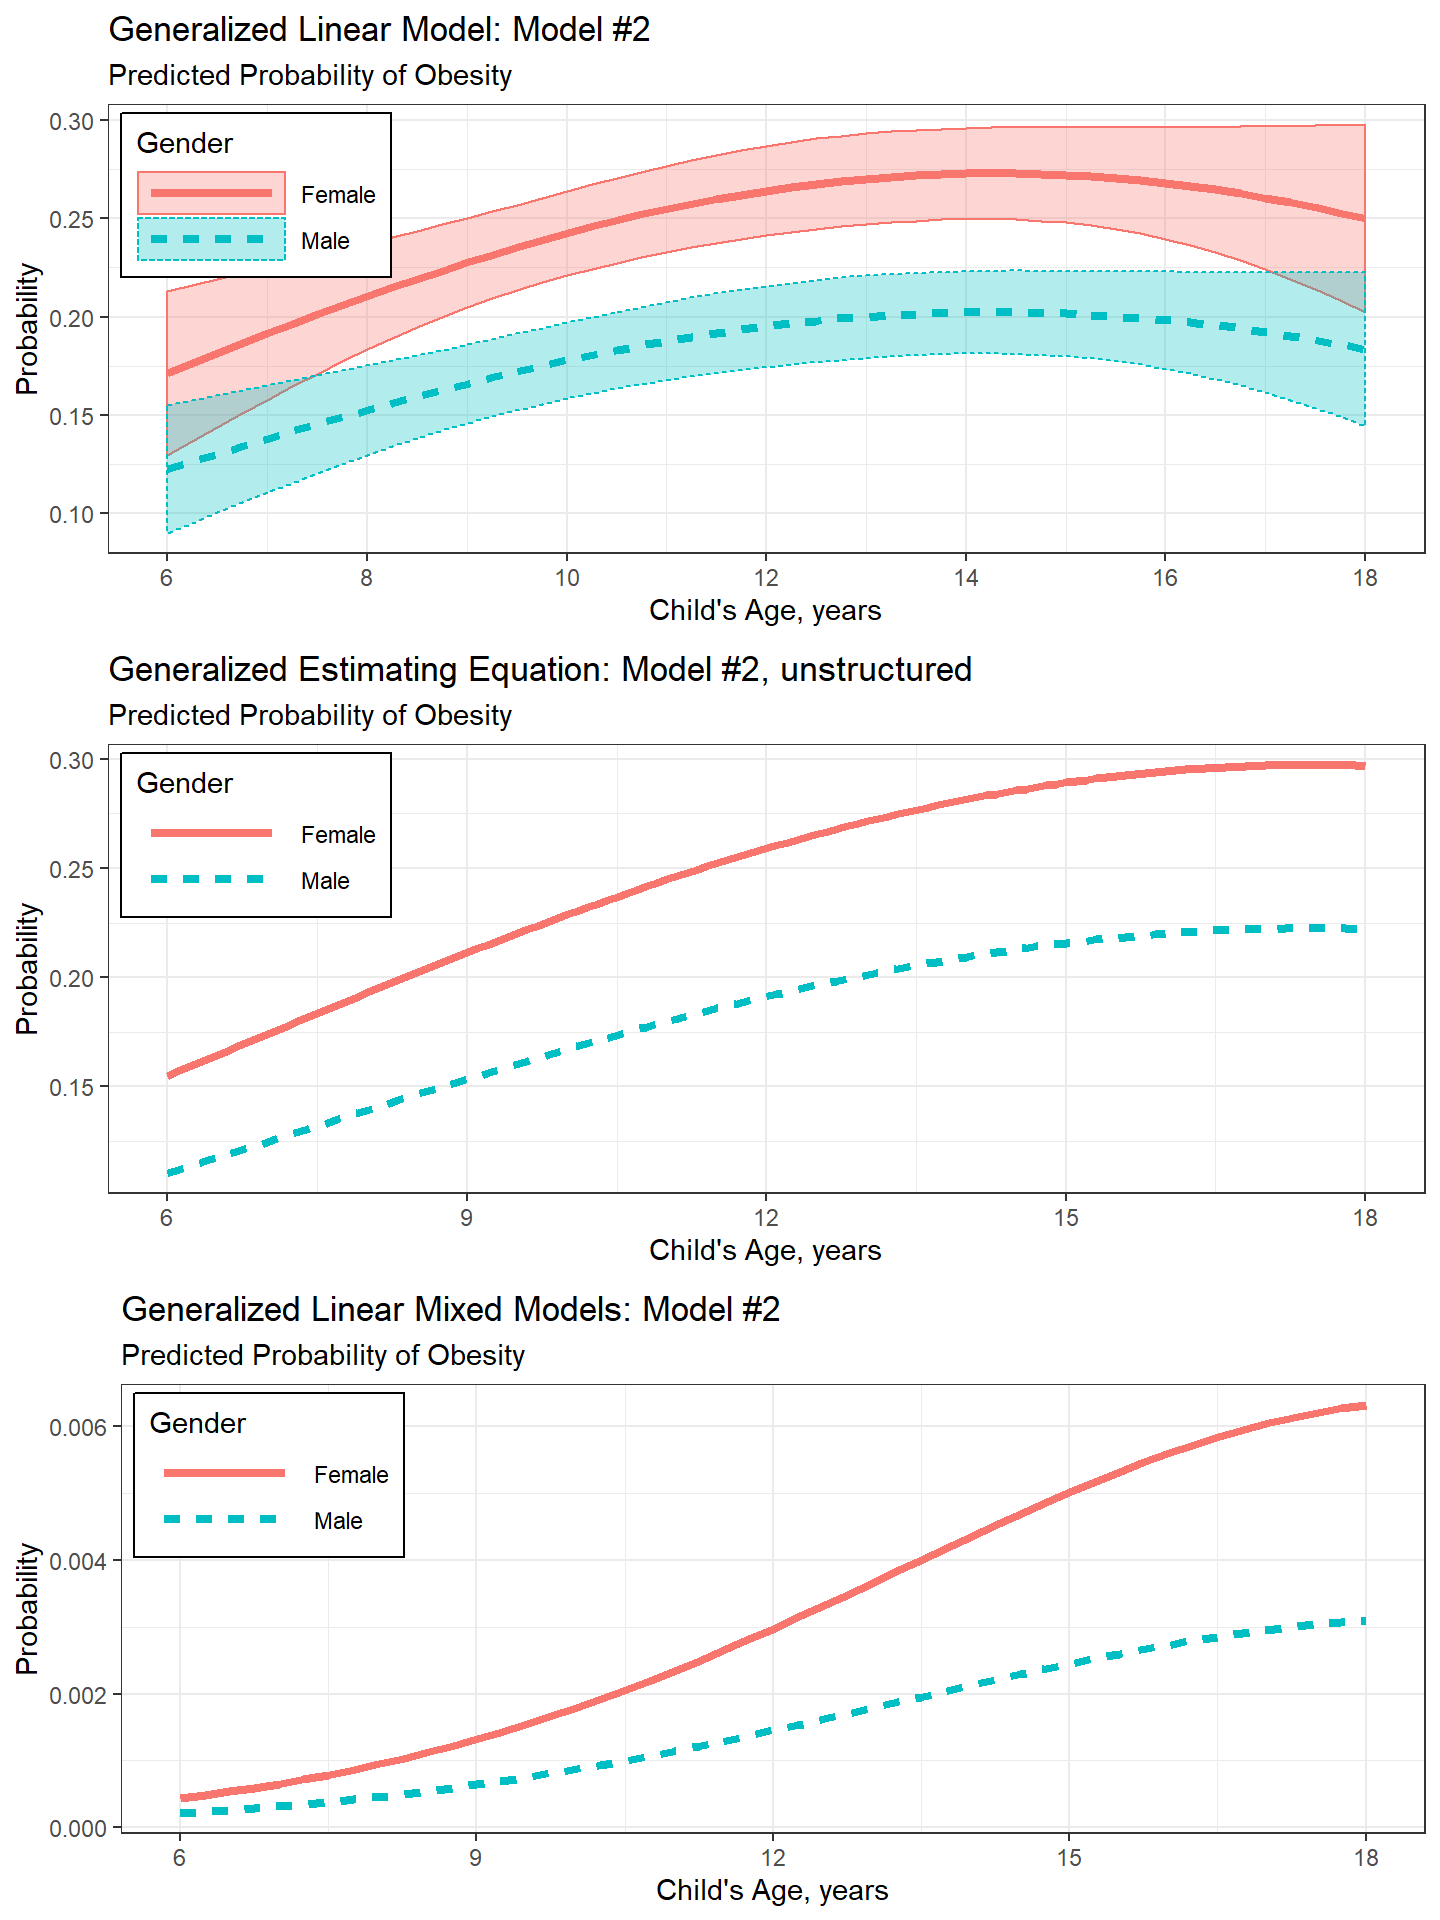 Generalized Linear Model: Model #2
Predicted Probability of Obesity
Gender
Female
Male
0.30
0.25
0.20
0.15
0.10
Probability
6 8 10 12 14 16 18
Child's Age, years
Generalized Estimating Equation: Model #2, unstructured
Predicted Probability of Obesity
Gender
Female
Male
0.30
0.25
0.20
0.15
Probability
6 9 12 15 18
Child's Age, years
Generalized Linear Mixed Models: Model #2
Predicted Probability of Obesity
Gender
Female
Male
0.006
0.004
0.002
0.000
Probability
6 9 12 15 18
Child's Age, years